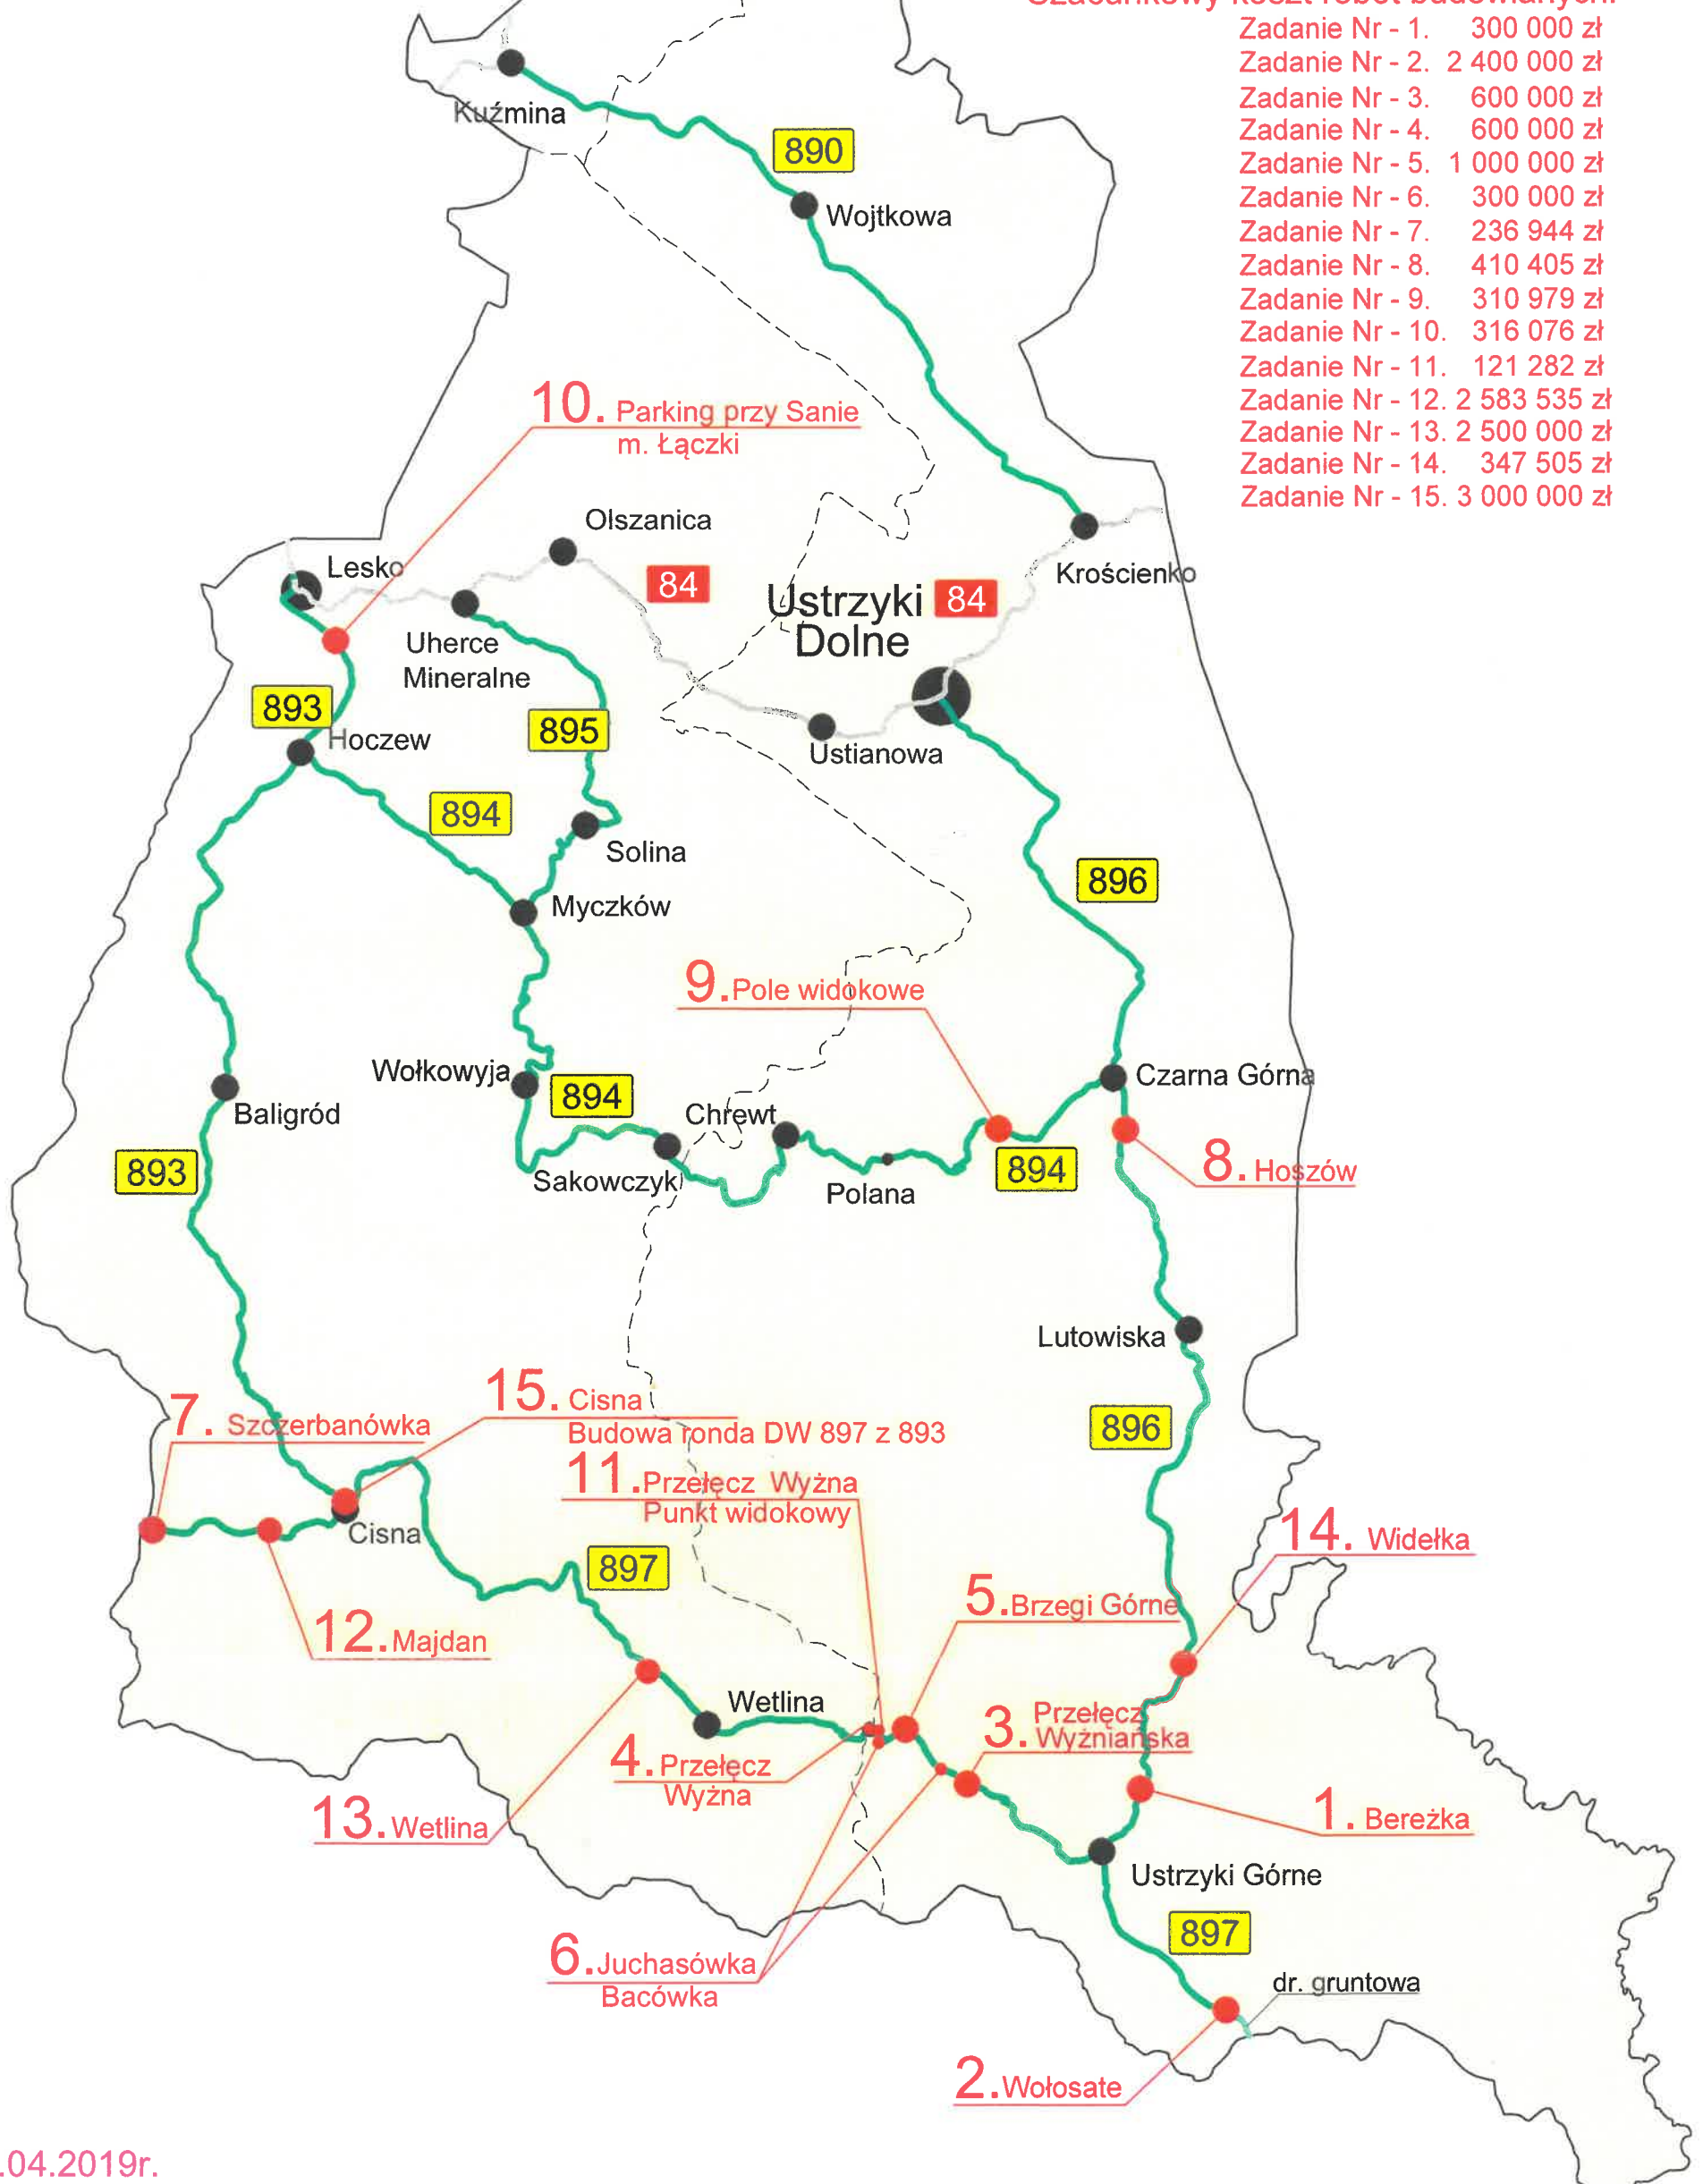 Szacunkowy koszt robót budowlanych:
Zadanie Nr - 1. 300 000 zł
Zadanie Nr - 2. 2 400 000 zł
Zadanie Nr - 3. 600 000 zł
Zadanie Nr - 4. 600 000 zł
Zadanie Nr - 5. 1 000 000 zł
Zadanie Nr - 6. 300 000 zł
Zadanie Nr - 7. 236 944 zł
Zadanie Nr - 8. 410 405 zł
Zadanie Nr - 9. 310 979 zł
Zadanie Nr - 10. 316 076 zł
Zadanie Nr - 11. 121 282 zł
Zadanie Nr - 12. 2 583 535 zł
Zadanie Nr - 13. 2 500 000 zł
Zadanie Nr - 14. 347 505 zł
Zadanie Nr - 15. 3 000 000 zł
Kuźmina
890
Wojtkowa
10. Parking przy Sanie
m. Łączki
Olszanica
Lesko
84
Ustrzyki
Dolne
84
Krościenko
Uherce
Mineralne
893
Hoczew
895
Ustianowa
894
Solina
896
Myczków
9. Pole widokowe
Wołkowyja
894
Chrewt
Czarna Górna
Baligród
893
Sakowczyk
Polana
894
8. Hoszów
Lutowiska
896
7. Szczerbanówka
15. Cisna
Budowa ronda DW 897 z 893
11. Przełęcz Wyżna
Punkt widokowy
Cisna
897
14. Widełka
5. Brzegi Górne
12. Majdan
Wetlina
3. Przełęcz
Wyżniańska
4. Przełęcz
Wyżna
13. Wetlina
1. Bereżka
Ustrzyki Górne
897
6. Juchasówka
Bacówka
dr. gruntowa
2. Wołosate
.04.2019r.